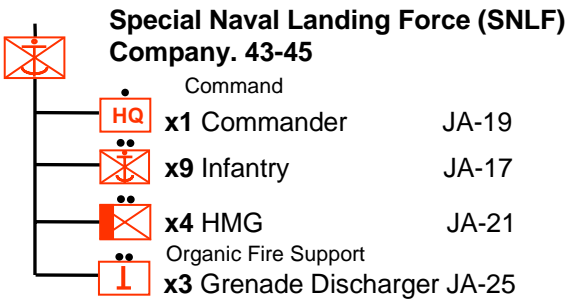 Special Naval Landing Force (SNLF)
Company. 43-45
Command
HQ x1 Commander JA-19
x9 Infantry JA-17
x4 HMG JA-21
Organic Fire Support
x3 Grenade Discharger JA-25